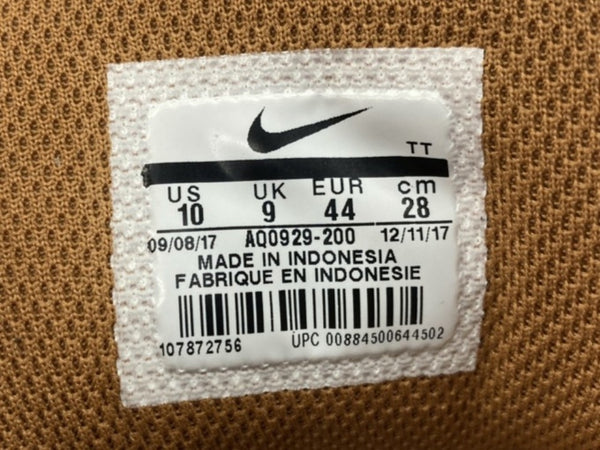 TT
US UK EUR cm
10 9 44 28
09/08/17 AQ0929-200 12/11/17
MADE IN INDONESIA
FABRIQUE EN INDONESIE
107872756 UPC 00884500644502